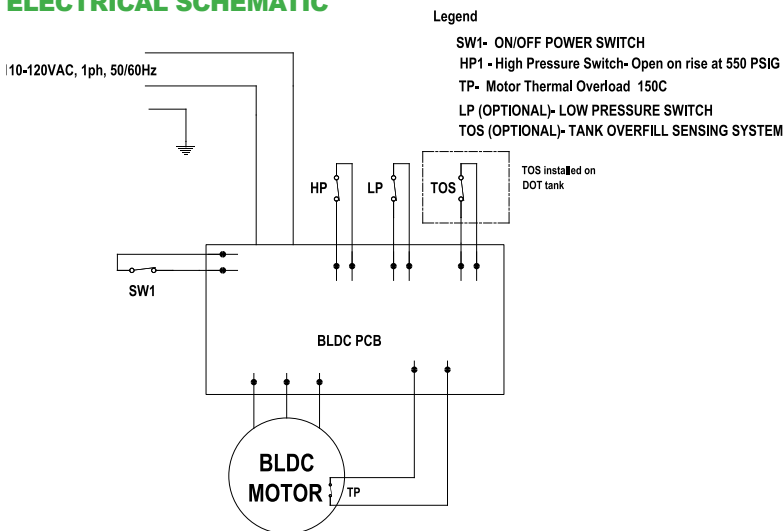 ELECTRICAL SCHEMATIC
Legend
SW1- ON/OFF POWER SWITCH
HP1 - High Pressure Switch- Open on rise at 550 PSIG
TP- Motor Thermal Overload 150C
LP (OPTIONAL)- LOW PRESSURE SWITCH
TOS (OPTIONAL)- TANK OVERFILL SENSING SYSTEM
110-120VAC, 1ph, 50/60Hz
HP
LP
TOS
TOS installed on
DOT tank
SW1
BLDC PCB
BLDC
MOTOR
TP